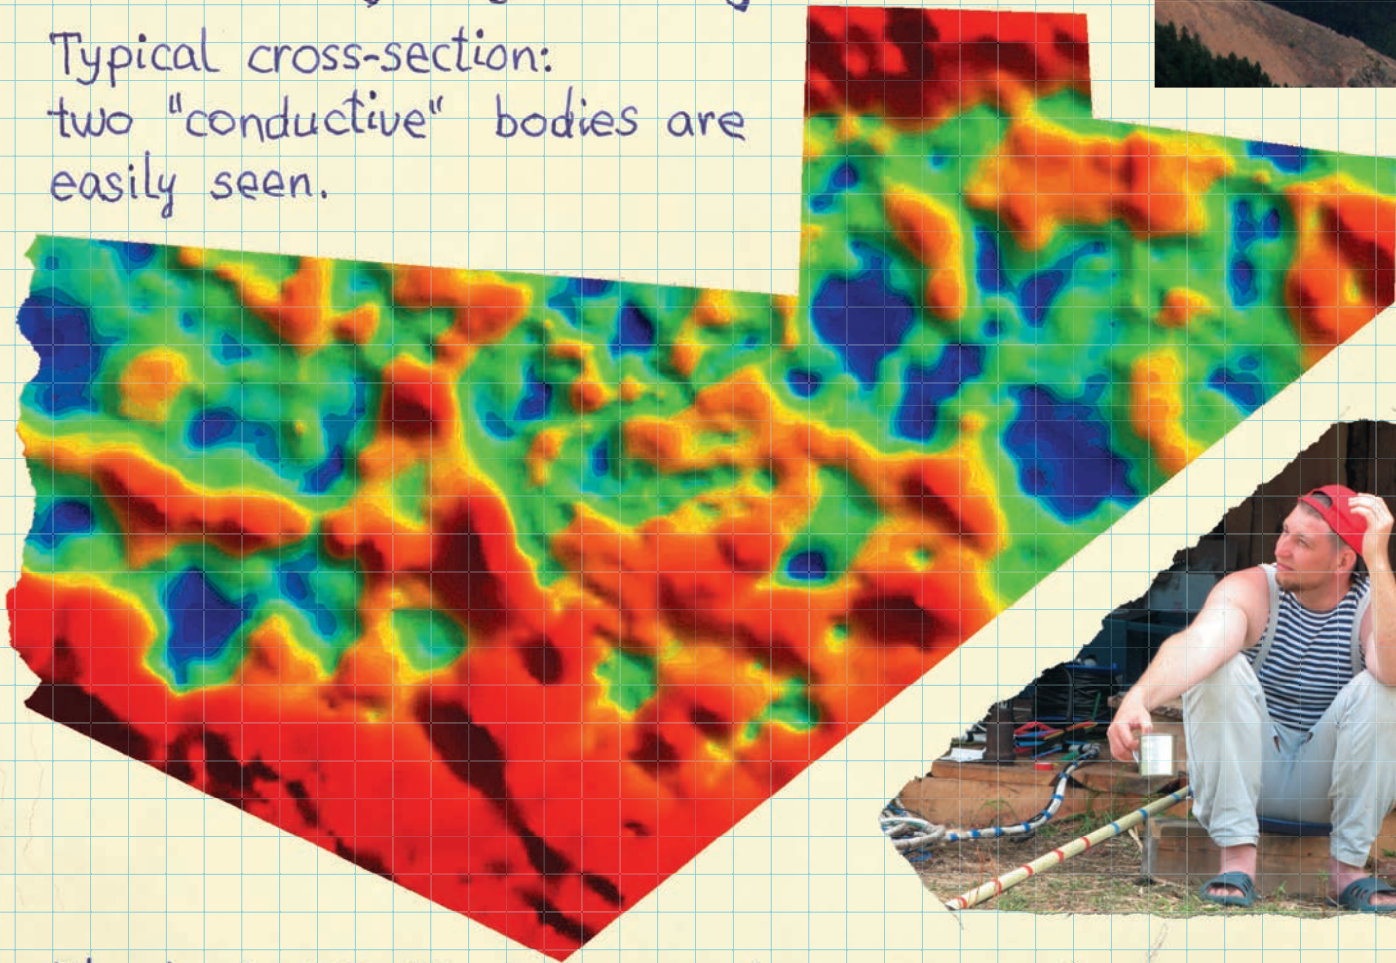 Typical cross-section:
two "conductive" bodies are
easily seen.